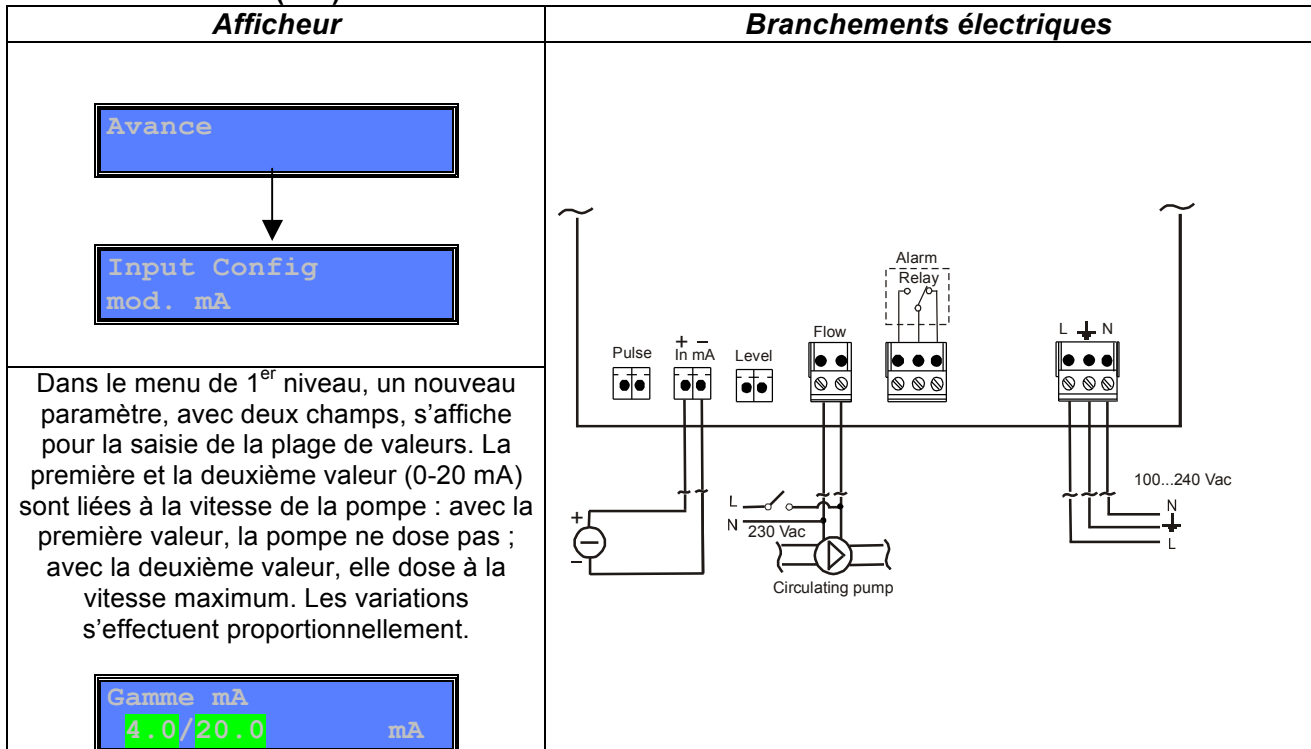 Afficheur
Branchements électriques
Avance
Input Config
mod. mA
Dans le menu de 1er niveau, un nouveau
paramètre, avec deux champs, s’affiche
pour la saisie de la plage de valeurs. La
première et la deuxième valeur (0-20 mA)
sont liées à la vitesse de la pompe : avec la
première valeur, la pompe ne dose pas ;
avec la deuxième valeur, elle dose à la
vitesse maximum. Les variations
s’effectuent proportionnellement.
Gamme mA
4.0/20.0 mA
Alarm
Relay
Flow
L N
Pulse
+ –
In mA
Level
100...240 Vac
N
L
L
N
230 Vac
+
–
Circulating pump